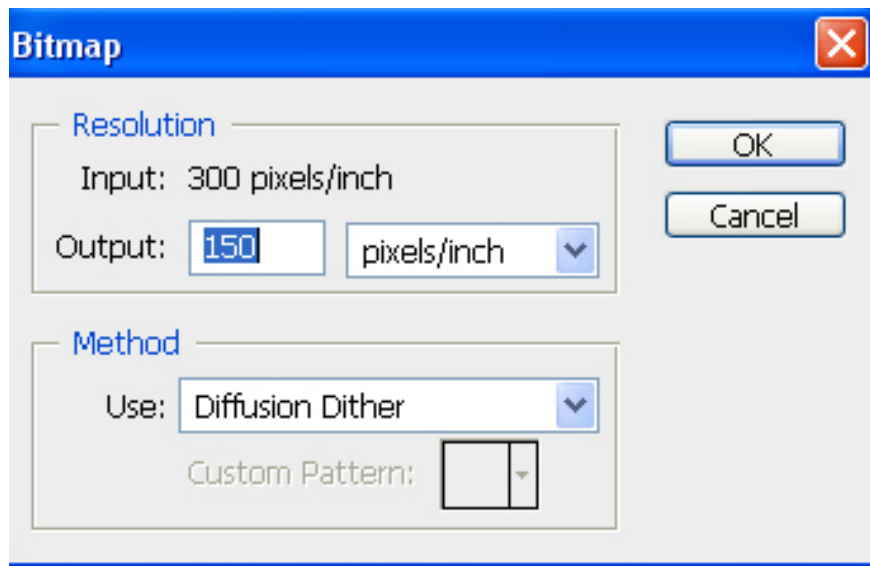 Bitmap
Resolution
Input: 300 pixels/inch
OK
Output: 150 pixels/inch
Cancel
Method
Use: Diffusion Dither
Custom Pattern: